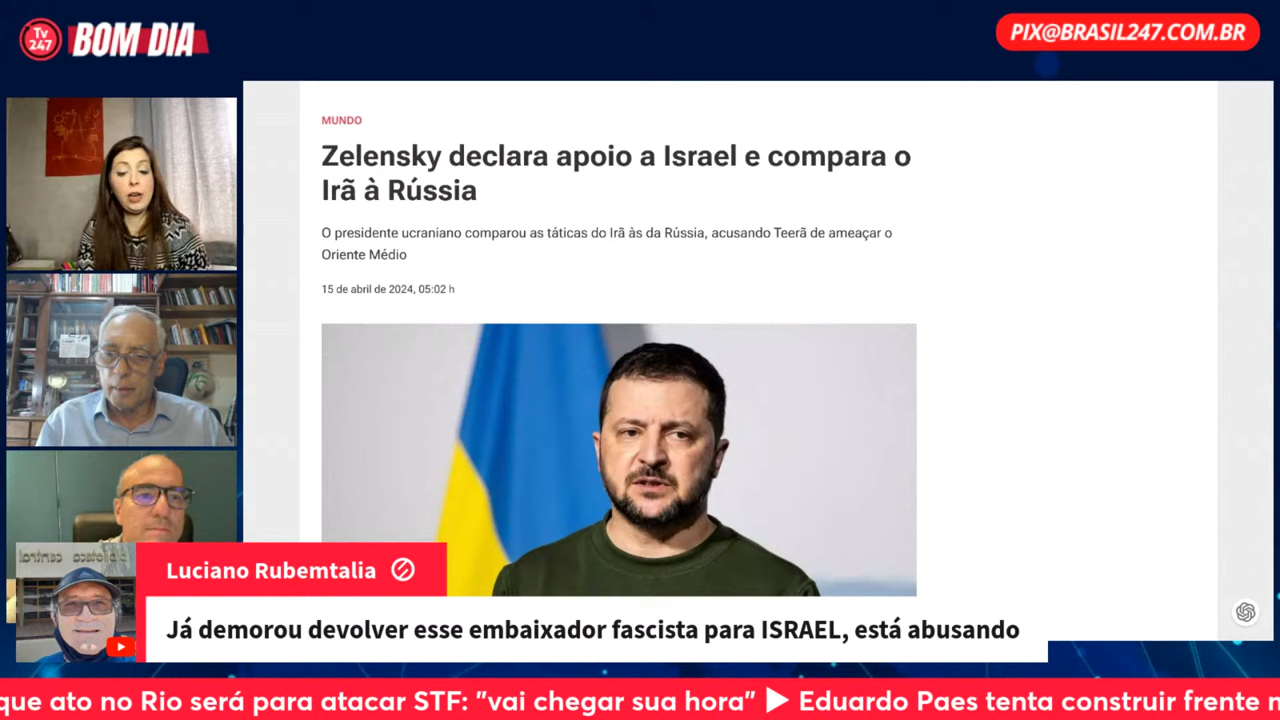 Tv
247
BOM DIA
PIX@BRASIL247.COM.BR
MUNDO
Zelensky declara apoio a Israel e compara o
Irã à Rússia
O presidente ucraniano comparou as táticas do Irã às da Rússia, acusando Teerã de ameaçar o
Oriente Médio
15 de abril de 2024, 05:02 h
biblioteca central
Luciano Rubemtalia
Já demorou devolver esse embaixador fascista para ISRAEL, está abusando
que ato no Rio será para atacar STF: "vai chegar sua hora" ▶ Eduardo Paes tenta construir frente